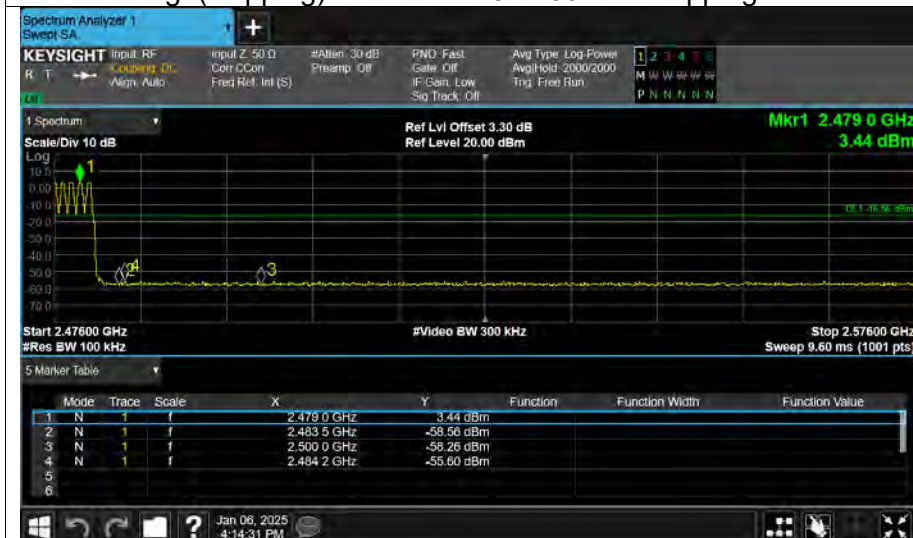 Spectrum Analyzer 1
Swept SA
+
KEYSIGHT
R T
Input: RF
Coupling: DC
Align: Auto
Input Z: 50 Ω
Corr CCorr
Freq Ref: Int (S)
#Atten: 30 dB
Preamp: Off
PNO: Fast
Gate: Off
IF Gain: Low
Sig Track: Off
Avg Type: Log-Power
Avg|Hold: 2000/2000
Trig: Free Run
1 2 3 4 5 6
M W W W W W
P N N N N N
1 Spectrum
Scale/Div 10 dB
Ref Lvl Offset 3.30 dB
Ref Level 20.00 dBm
Mkr1 2.479 0 GHz
3.44 dBm
Log
10.0
0.00
-10.0
-20.0
-30.0
-40.0
-50.0
-60.0
-70.0
1
DL1 -16.56 dBm
2
4
3
Start 2.47600 GHz
#Res BW 100 kHz
#Video BW 300 kHz
Stop 2.57600 GHz
Sweep 9.60 ms (1001 pts)
5 Marker Table
Mode Trace Scale X Y Function Function Width Function Value
1 N 1 f 2.479 0 GHz 3.44 dBm
2 N 1 f 2.483 5 GHz -58.56 dBm
3 N 1 f 2.500 0 GHz -58.26 dBm
4 N 1 f 2.484 2 GHz -55.60 dBm
5
6
?
Jan 06, 2025
4:14:31 PM